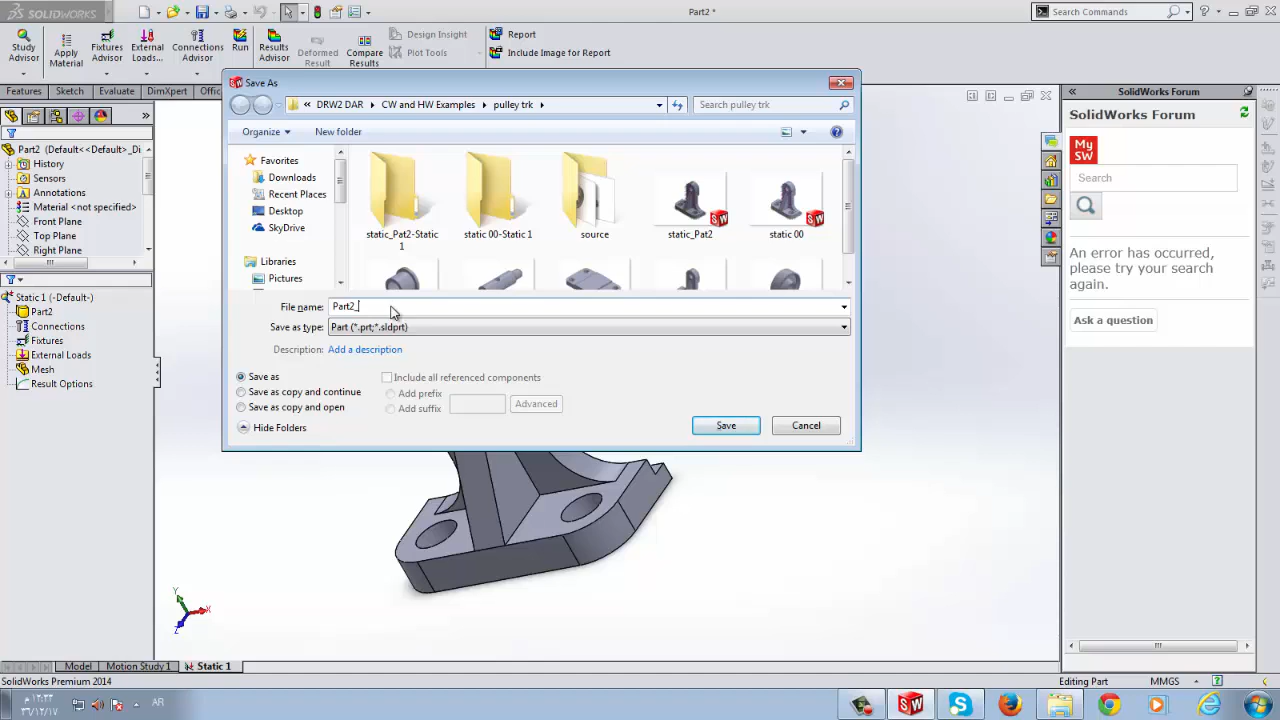 SOLIDWORKS
Part2 *
Search Commands
Study Advisor
Apply Material
Fixtures Advisor
External Loads...
Connections Advisor
Run
Results Advisor
Deformed Result
Compare Results
Design Insight
Plot Tools
Report
Include Image for Report
Features
Sketch
Evaluate
DimXpert
Offic
Part2 (Default<<Default>_Di
History
Sensors
Annotations
Material <not specified>
Front Plane
Top Plane
Right Plane
Static 1 (-Default-)
Part2
Connections
Fixtures
External Loads
Mesh
Result Options
Save As
« DRW2 DAR
CW and HW Examples
pulley trk
Search pulley trk
Organize
New folder
Favorites
Downloads
Recent Places
Desktop
SkyDrive
Libraries
Pictures
static_Pat2-Static 1
static 00-Static 1
source
static_Pat2
static 00
File name:
Part2_
Save as type:
Part (*.prt;*.sldprt)
Description:
Add a description
Save as
Save as copy and continue
Save as copy and open
Include all referenced components
Add prefix
Add suffix
Advanced
Hide Folders
Save
Cancel
SolidWorks Forum
SolidWorks Forum
My SW
Search
An error has occurred, please try your search again.
Ask a question
Y
X
Z
Model
Motion Study 1
Static 1
SolidWorks Premium 2014
Editing Part
MMGS
AR